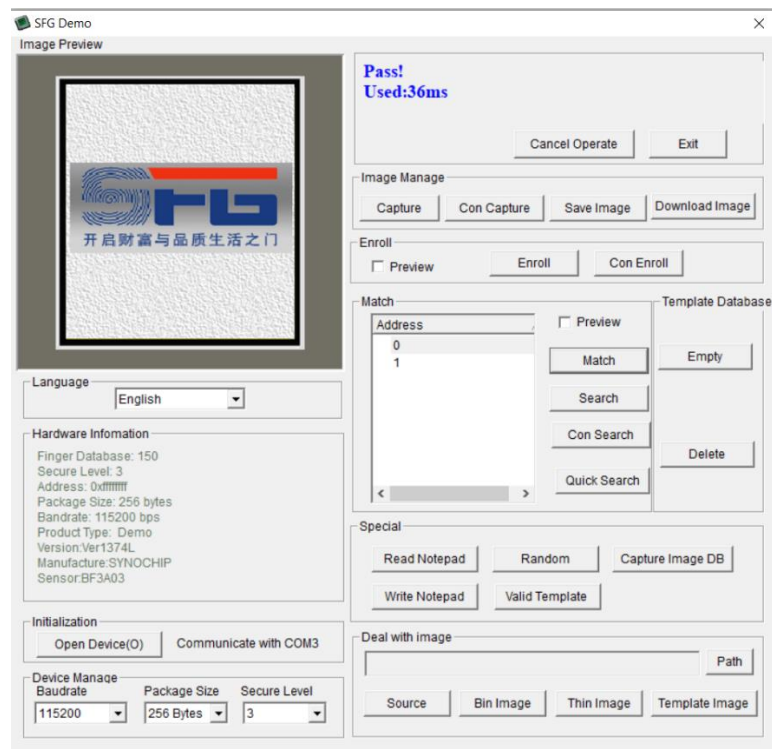 SFG Demo
Image Preview
SFG
开启财富与品质生活之门
Language
English
Hardware Infomation
Finger Database: 150
Secure Level: 3
Address: 0xffffffff
Package Size: 256 bytes
Bandrate: 115200 bps
Product Type: Demo
Version:Ver1374L
Manufacture:SYNOCHIP
Sensor:BF3A03
Initialization
Open Device(O) Communicate with COM3
Device Manage
Baudrate Package Size Secure Level
115200 256 Bytes 3
Pass!
Used:36ms
Cancel Operate Exit
Image Manage
Capture Con Capture Save Image Download Image
Enroll
Preview Enroll Con Enroll
Match
Address
0
1
Preview
Match
Search
Con Search
Quick Search
Template Database
Empty
Delete
Special
Read Notepad Random Capture Image DB
Write Notepad Valid Template
Deal with image
Path
Source Bin Image Thin Image Template Image